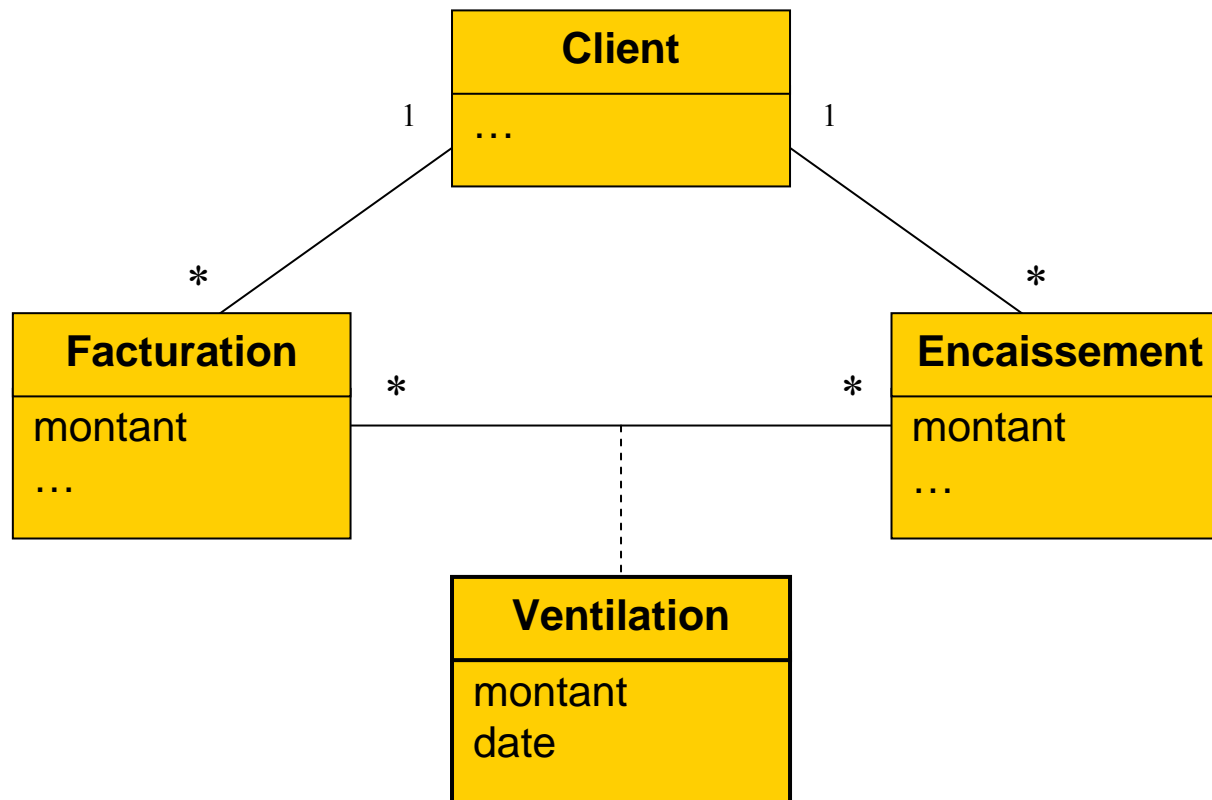 Client
1
…
1
*
*
Facturation
*
*
Encaissement
montant
…
montant
…
Ventilation
montant
date